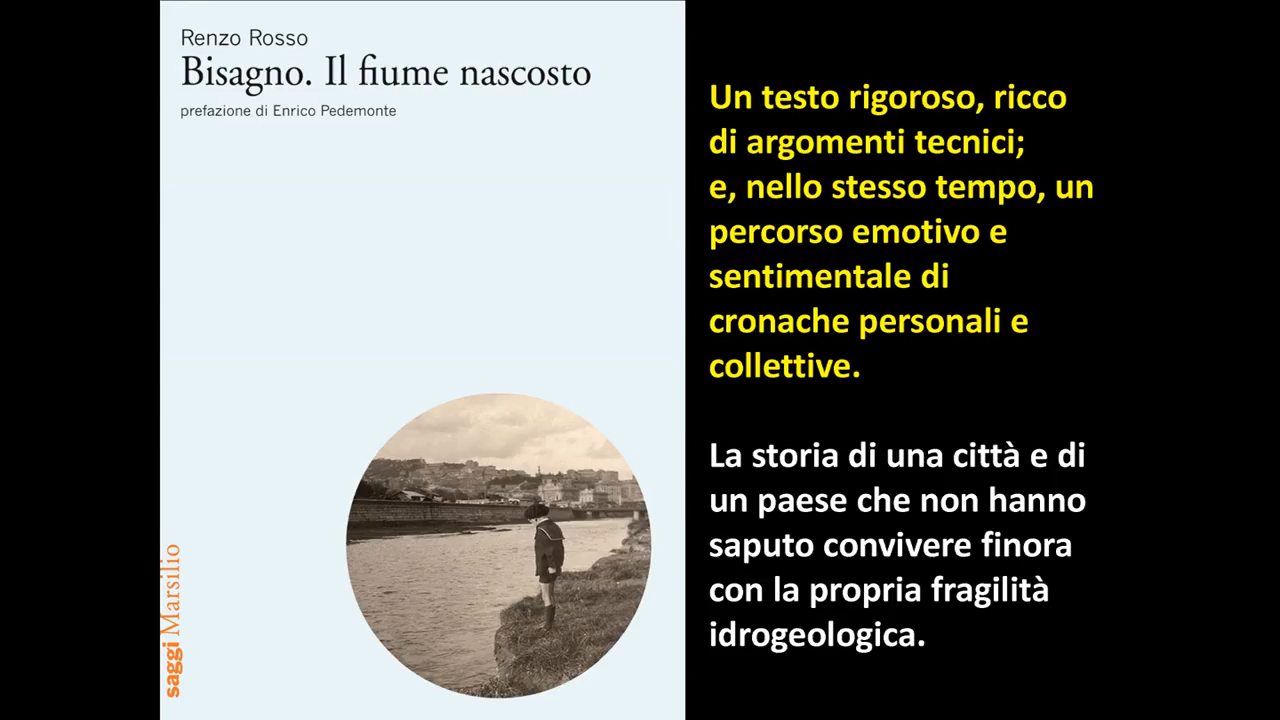 Renzo Rosso
Bisagno. Il fiume nascosto
prefazione di Enrico Pedemonte
saggi Marsilio
Un testo rigoroso, ricco
di argomenti tecnici;
e, nello stesso tempo, un
percorso emotivo e
sentimentale di
cronache personali e
collettive.
La storia di una città e di
un paese che non hanno
saputo convivere finora
con la propria fragilità
idrogeologica.